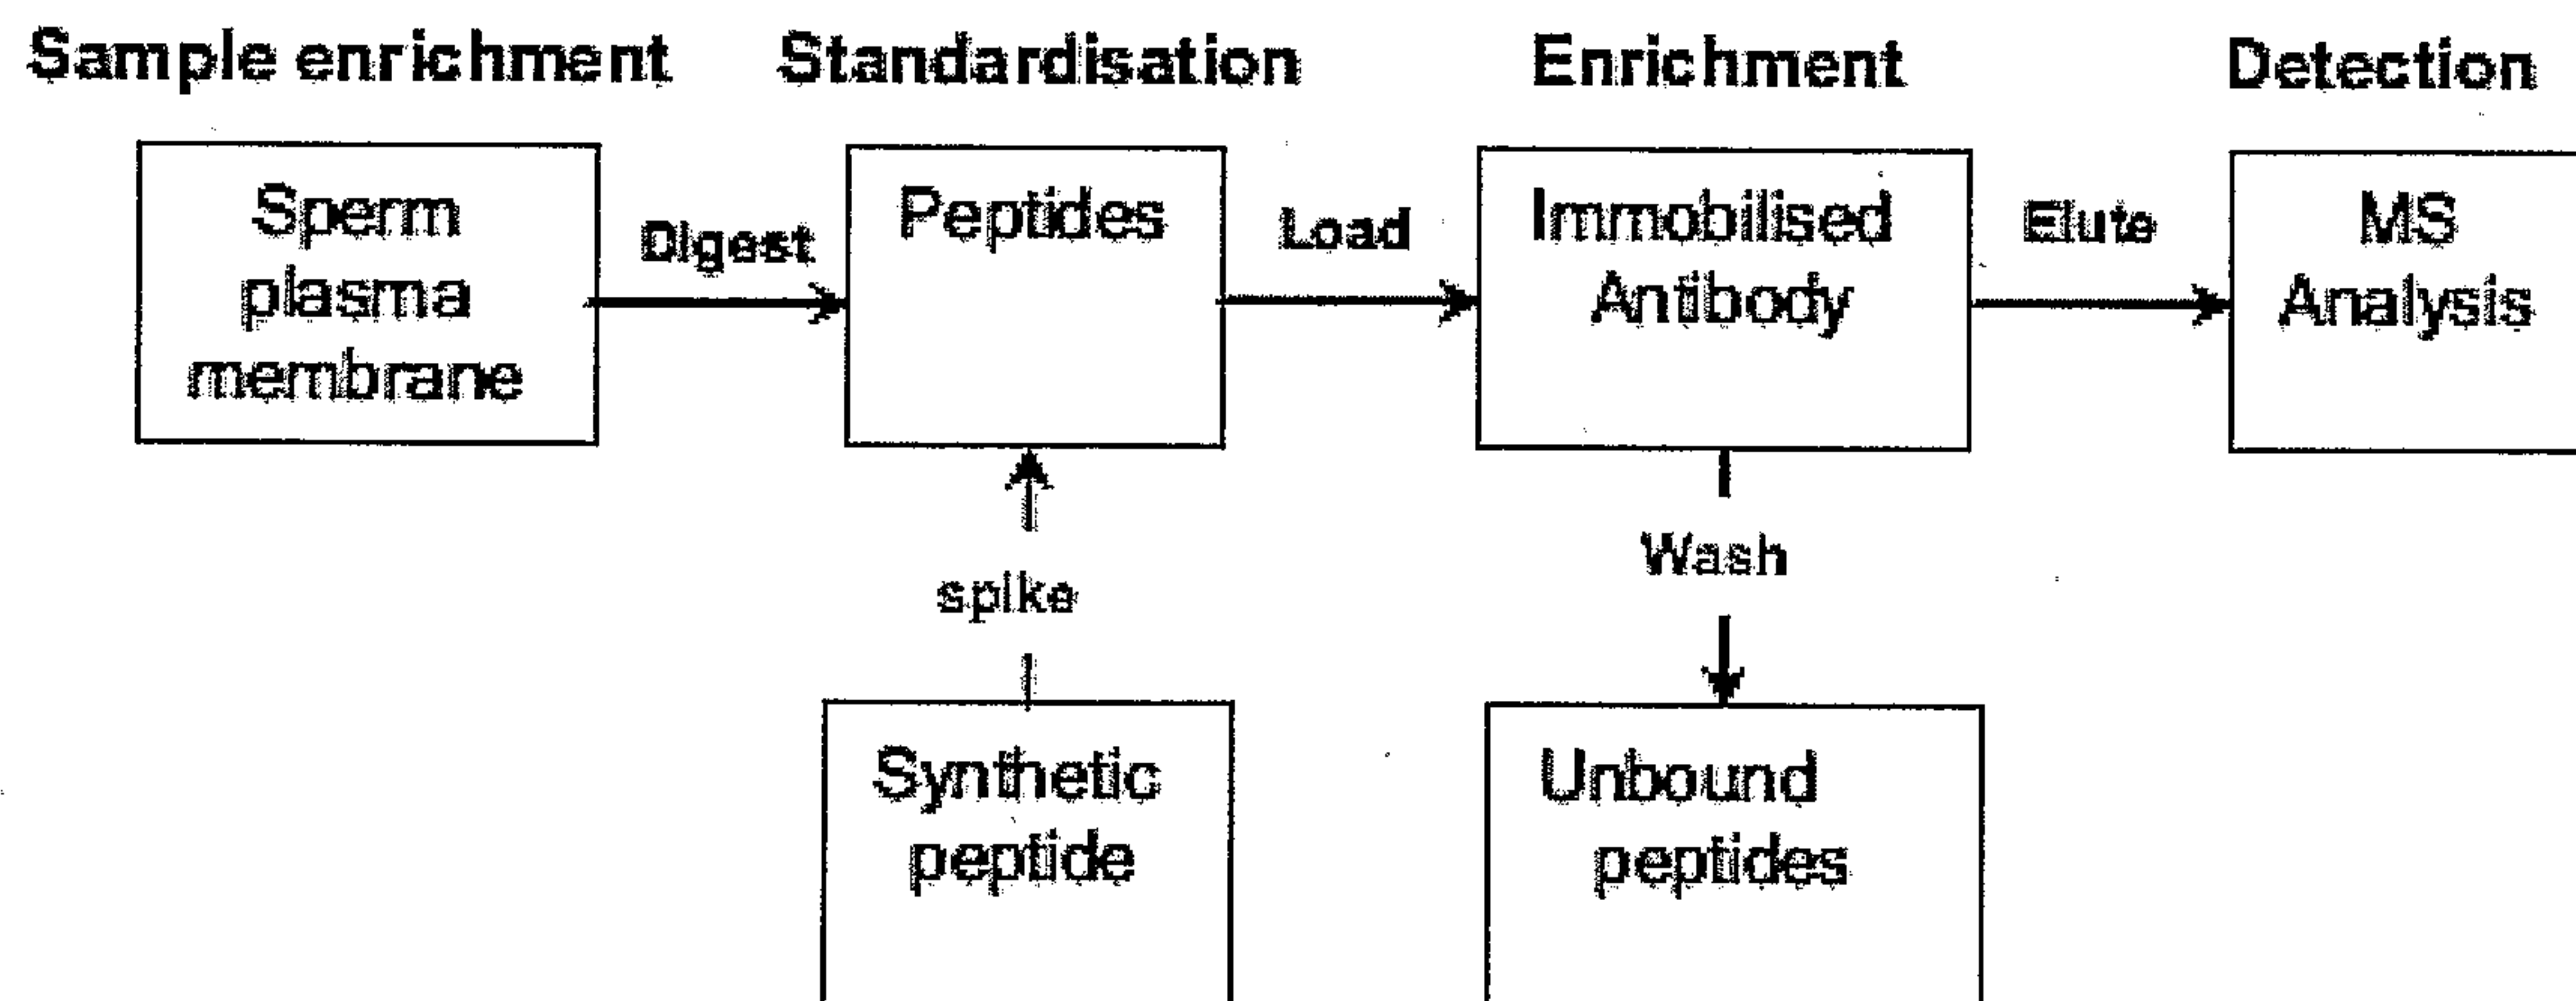 Sample enrichment
Standardisation
Enrichment
Detection
Sperm
plasma
membrane
Digest
Peptides
Load
Immobilised
Antibody
Elute
MS
Analysis
spike
Wash
Synthetic
peptide
Unbound
peptides